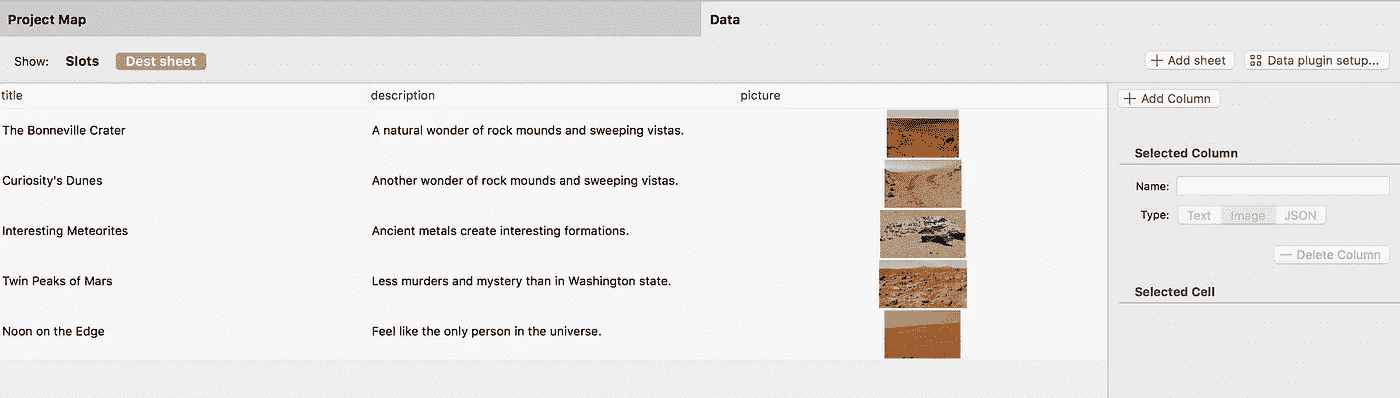 Project Map
Data
Show: Slots Dest sheet
+ Add sheet
Data plugin setup...
title description picture
The Bonneville Crater A natural wonder of rock mounds and sweeping vistas.
Curiosity's Dunes Another wonder of rock mounds and sweeping vistas.
Interesting Meteorites Ancient metals create interesting formations.
Twin Peaks of Mars Less murders and mystery than in Washington state.
Noon on the Edge Feel like the only person in the universe.
+ Add Column
Selected Column
Name:
Type: Text Image JSON
— Delete Column
Selected Cell